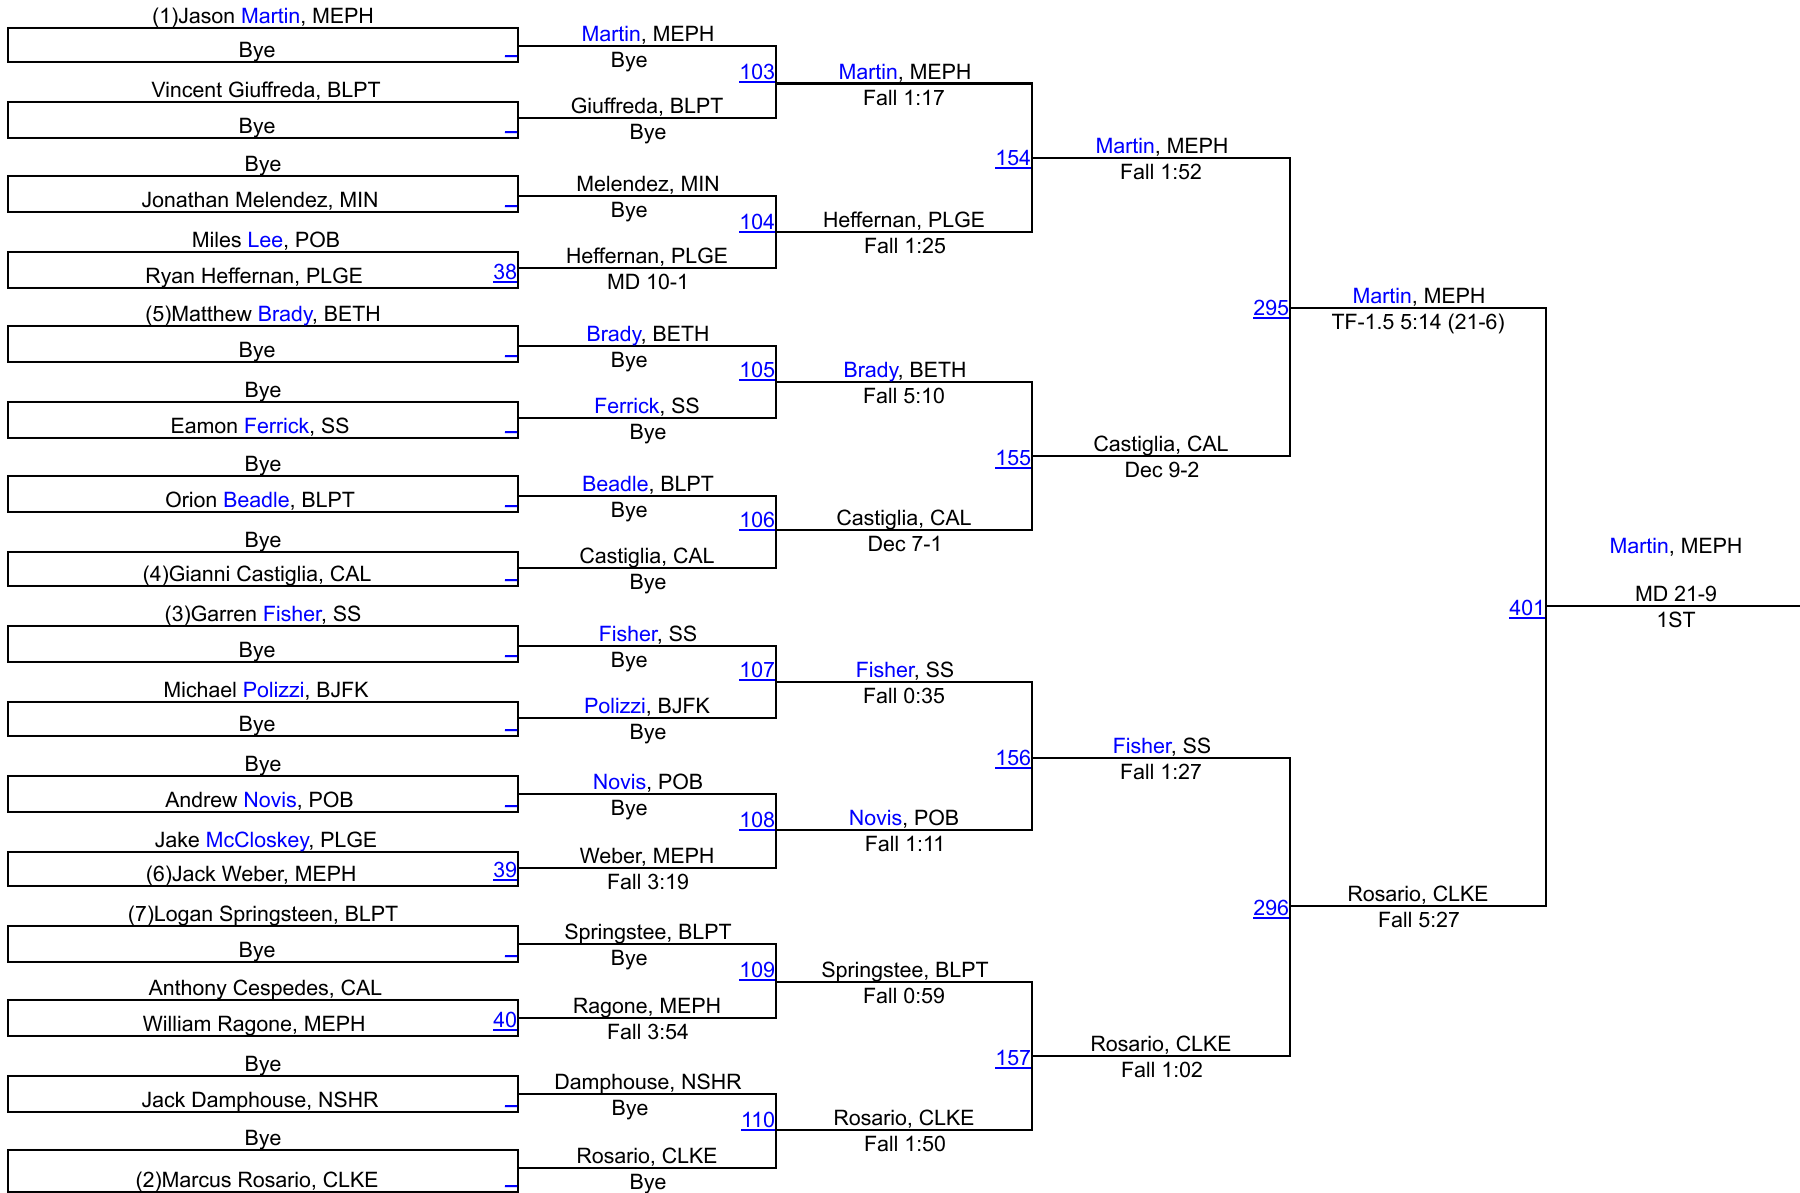 (1)Jason Martin, MEPH
Bye
Vincent Giuffreda, BLPT
Bye
Bye
Jonathan Melendez, MIN
Miles Lee, POB
Ryan Heffernan, PLGE
38
(5)Matthew Brady, BETH
Bye
Bye
Eamon Ferrick, SS
Bye
Orion Beadle, BLPT
Bye
(4)Gianni Castiglia, CAL
(3)Garren Fisher, SS
Bye
Michael Polizzi, BJFK
Bye
Bye
Andrew Novis, POB
Jake McCloskey, PLGE
(6)Jack Weber, MEPH
39
(7)Logan Springsteen, BLPT
Bye
Anthony Cespedes, CAL
William Ragone, MEPH
40
Bye
Jack Damphouse, NSHR
Bye
(2)Marcus Rosario, CLKE
Martin, MEPH
Bye
103
Giuffreda, BLPT
Bye
Melendez, MIN
Bye
104
Heffernan, PLGE
MD 10-1
Brady, BETH
Bye
105
Ferrick, SS
Bye
Beadle, BLPT
Bye
106
Castiglia, CAL
Bye
Fisher, SS
Bye
107
Polizzi, BJFK
Bye
Novis, POB
Bye
108
Weber, MEPH
Fall 3:19
Springstee, BLPT
Bye
109
Ragone, MEPH
Fall 3:54
Damphouse, NSHR
Bye
110
Rosario, CLKE
Bye
Martin, MEPH
Fall 1:17
154
Heffernan, PLGE
Fall 1:25
Brady, BETH
Fall 5:10
155
Castiglia, CAL
Dec 7-1
Fisher, SS
Fall 0:35
156
Novis, POB
Fall 1:11
Springstee, BLPT
Fall 0:59
157
Rosario, CLKE
Fall 1:50
Martin, MEPH
Fall 1:52
295
Castiglia, CAL
Dec 9-2
Fisher, SS
Fall 1:27
296
Rosario, CLKE
Fall 1:02
Martin, MEPH
TF-1.5 5:14 (21-6)
401
Rosario, CLKE
Fall 5:27
Martin, MEPH
MD 21-9
1ST